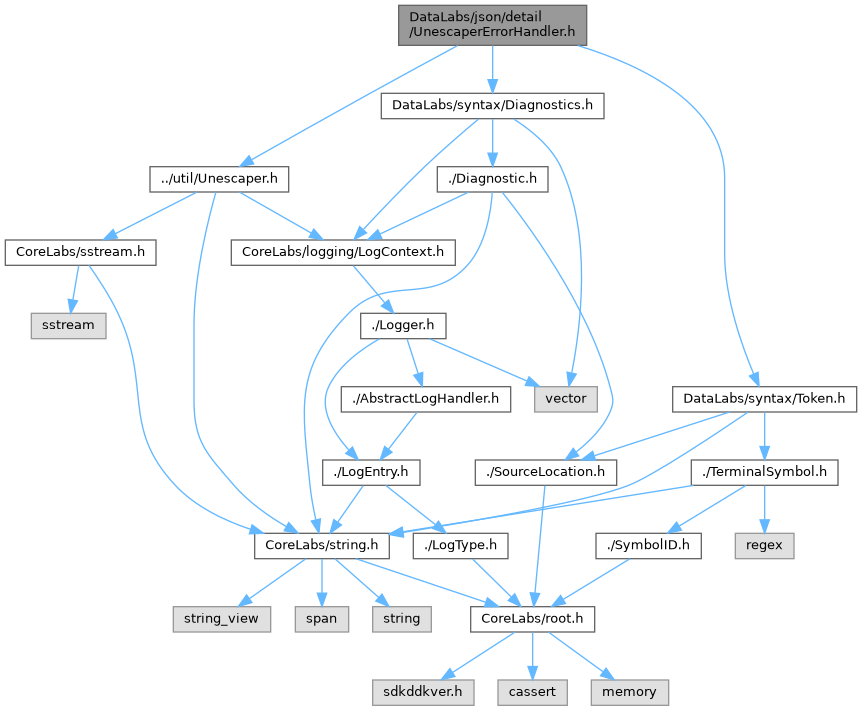 DataLabs/json/detail
/UnescaperErrorHandler.h
DataLabs/syntax/Diagnostics.h
../util/Unescaper.h
./Diagnostic.h
CoreLabs/sstream.h
CoreLabs/logging/LogContext.h
sstream
./Logger.h
./AbstractLogHandler.h
vector
DataLabs/syntax/Token.h
./LogEntry.h
./SourceLocation.h
./TerminalSymbol.h
CoreLabs/string.h
./LogType.h
./SymbolID.h
regex
string_view
span
string
CoreLabs/root.h
sdkddkver.h
cassert
memory